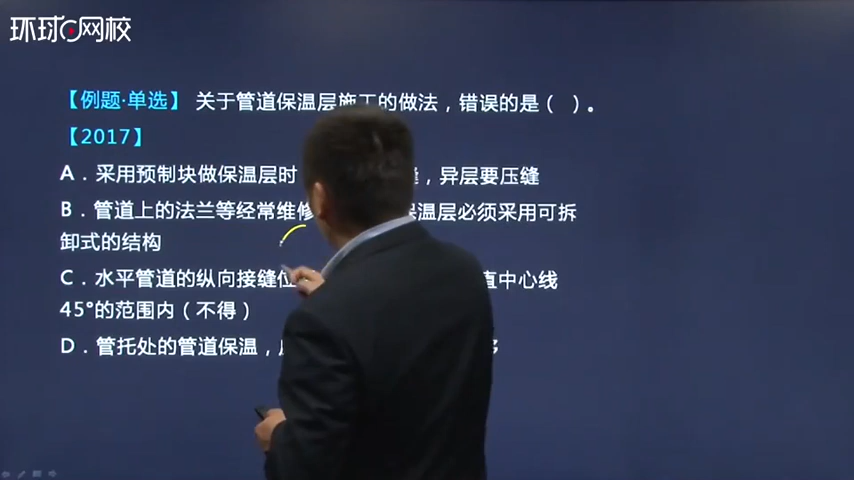 环球网校
【例题·单选】 关于管道保温层施工的做法，错误的是（ ）。
【2017】
A．采用预制块做保温层时 ，异层要压缝
B．管道上的法兰等经常维修 保温层必须采用可拆
卸式的结构
C．水平管道的纵向接缝位 直中心线
45°的范围内（不得）
D．管托处的管道保温，